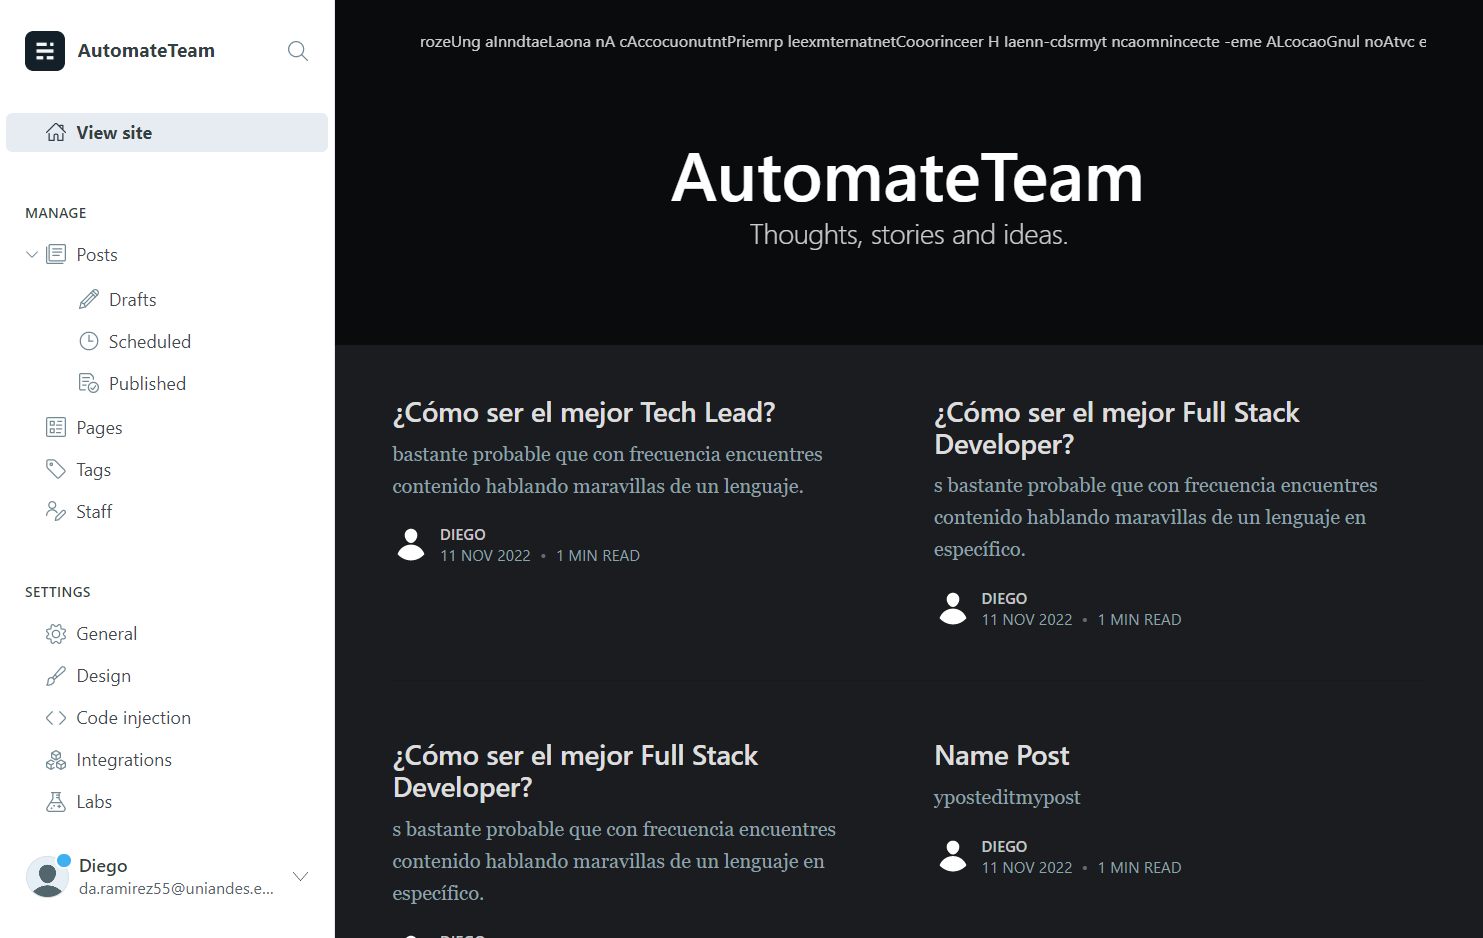 AutomateTeam
View site
MANAGE
Posts
Drafts
Scheduled
Published
Pages
Tags
Staff
SETTINGS
General
Design
Code injection
Integrations
Labs
Diego
da.ramirez55@uniandes.e...
rozeUng aInndtaeLaona nA cAccocuonutntPriemrp leexmternatnetCooorinceer H Iaenn-cdsrmyt ncaomnincecte -eme ALcocaoGnul noAtvc e
AutomateTeam
Thoughts, stories and ideas.
¿Cómo ser el mejor Tech Lead?
bastante probable que con frecuencia encuentres
contenido hablando maravillas de un lenguaje.
DIEGO
11 NOV 2022 • 1 MIN READ
¿Cómo ser el mejor Full Stack
Developer?
s bastante probable que con frecuencia encuentres
contenido hablando maravillas de un lenguaje en
específico.
DIEGO
11 NOV 2022 • 1 MIN READ
¿Cómo ser el mejor Full Stack
Developer?
s bastante probable que con frecuencia encuentres
contenido hablando maravillas de un lenguaje en
específico.
DIEGO
Name Post
yposteditmypost
DIEGO
11 NOV 2022 • 1 MIN READ